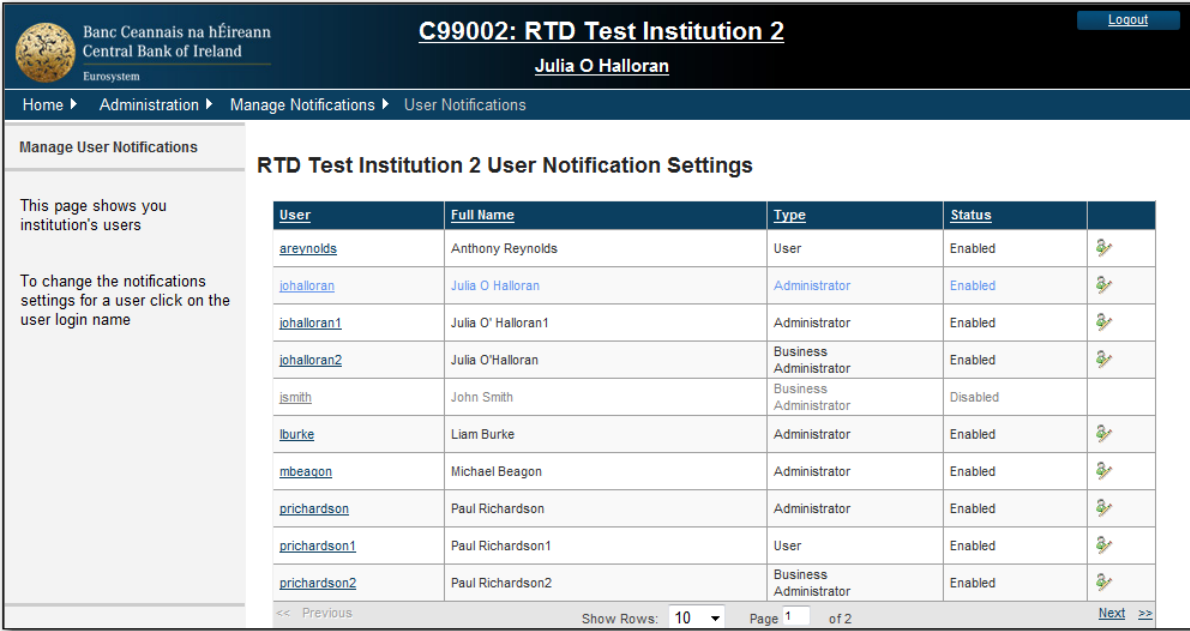 Banc Ceannais na hÉireann
Central Bank of Ireland
Eurosystem
C99002: RTD Test Institution 2
Julia O Halloran
Logout
Home Administration Manage Notifications User Notifications
Manage User Notifications
This page shows you
institution's users
To change the notifications
settings for a user click on the
user login name
RTD Test Institution 2 User Notification Settings
User Full Name Type Status
areynolds Anthony Reynolds User Enabled
johalloran Julia O Halloran Administrator Enabled
johalloran1 Julia O' Halloran1 Administrator Enabled
johalloran2 Julia O'Halloran Business Administrator Enabled
jsmith John Smith Business Administrator Disabled
lburke Liam Burke Administrator Enabled
mbeagon Michael Beagon Administrator Enabled
prichardson Paul Richardson Administrator Enabled
prichardson1 Paul Richardson1 User Enabled
prichardson2 Paul Richardson2 Business Administrator Enabled
<< Previous Show Rows: 10 Page 1 of 2 Next >>